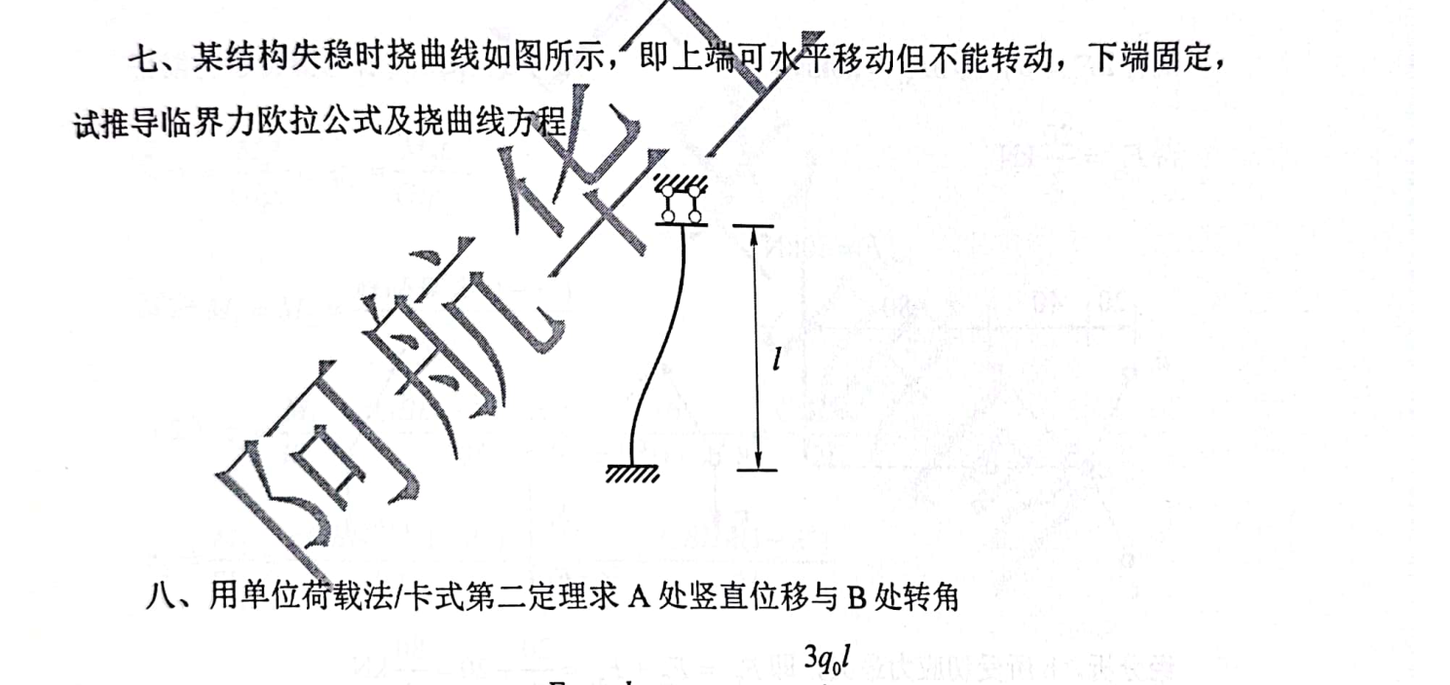 七、某结构失稳时挠曲线如图所示，即上端可水平移动但不能转动，下端固定，
试推导临界力欧拉公式及挠曲线方程
l
阿航华工
八、用单位荷载法/卡式第二定理求 A 处竖直位移与 B 处转角
3q₀l